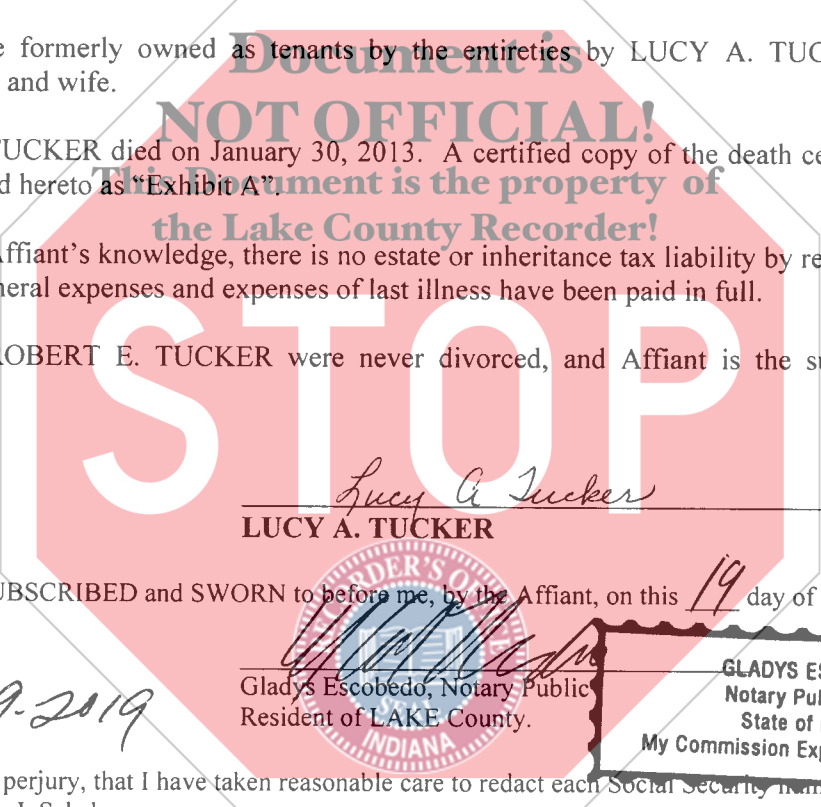 Document is
e formerly owned as tenants by the entireties by LUCY A. TUC
and wife.
NOT OFFICIAL!
TUCKER died on January 30, 2013. A certified copy of the death ce
d hereto as “Exhibit A”.
This Document is the property of
the Lake County Recorder!
ffiant’s knowledge, there is no estate or inheritance tax liability by re
neral expenses and expenses of last illness have been paid in full.
STOP
ROBERT E. TUCKER were never divorced, and Affiant is the su
Lucy A Tucker
LUCY A. TUCKER
UBSCRIBED and SWORN to before me, by the Affiant, on this 19 day of
RECORDER'S OFFICE
SEAL
INDIANA
Gladys Escobedo, Notary Public
Resident of LAKE County.
9-2019
GLADYS ES
Notary Pul
State of
My Commission Exp
perjury, that I have taken reasonable care to redact each Social Security num